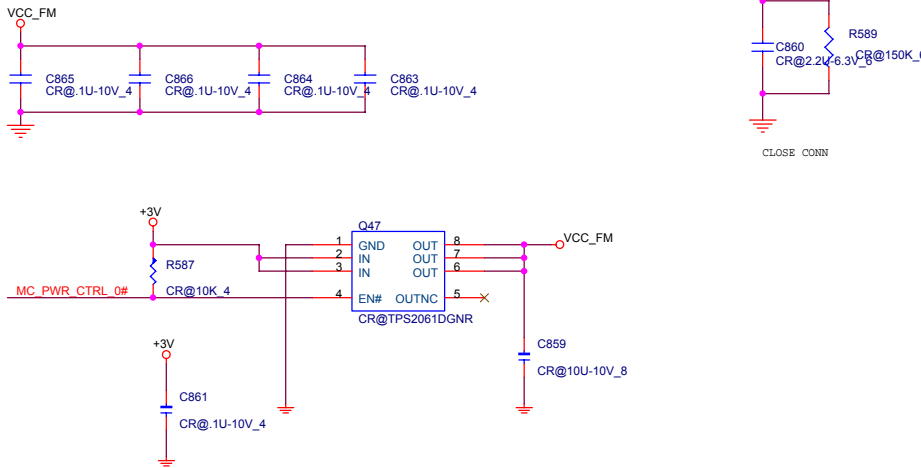 VCC_FM
C865
CR@.1U-10V_4
C866
CR@.1U-10V_4
C864
CR@.1U-10V_4
C863
CR@.1U-10V_4
C860
CR@2.2U-6.3V_6
R589
CR@150K_
CLOSE CONN
+3V
R587
CR@10K_4
MC_PWR_CTRL_0#
Q47
1 GND OUT 8
2 IN OUT 7
3 IN OUT 6
4 EN# OUTNC 5
CR@TPS2061DGNR
VCC_FM
C859
CR@10U-10V_8
+3V
C861
CR@.1U-10V_4